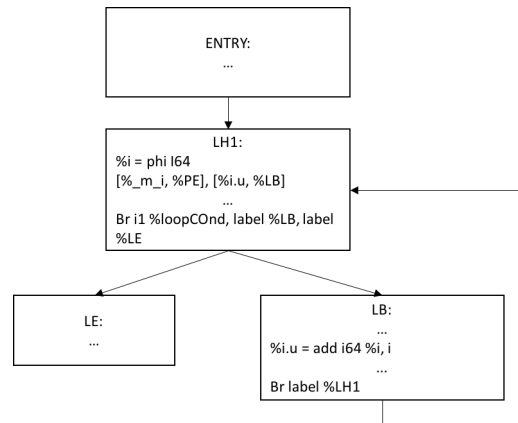 ENTRY:
...
LH1:
%i = phi I64
[%_m_i, %PE], [%i.u, %LB]
...
Br i1 %loopCOnd, label %LB, label
%LE
LE:
...
LB:
...
%i.u = add i64 %i, i
...
Br label %LH1